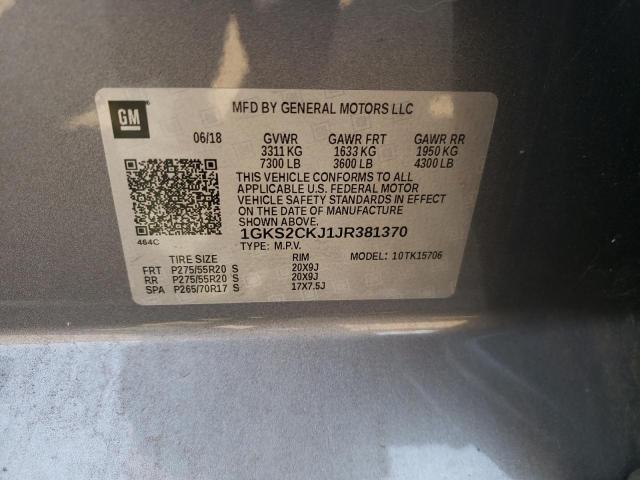 GM
MFD BY GENERAL MOTORS LLC
06/18 GVWR GAWR FRT GAWR RR
3311 KG 1633 KG 1950 KG
7300 LB 3600 LB 4300 LB
THIS VEHICLE CONFORMS TO ALL
APPLICABLE U.S. FEDERAL MOTOR
VEHICLE SAFETY STANDARDS IN EFFECT
ON THE DATE OF MANUFACTURE
SHOWN ABOVE.
1GKS2CKJ1JR381370
464C
TYPE: M.P.V. MODEL: 10TK15706
TIRE SIZE RIM
FRT P275/55R20 S 20X9J
RR P275/55R20 S 20X9J
SPA P265/70R17 S 17X7.5J